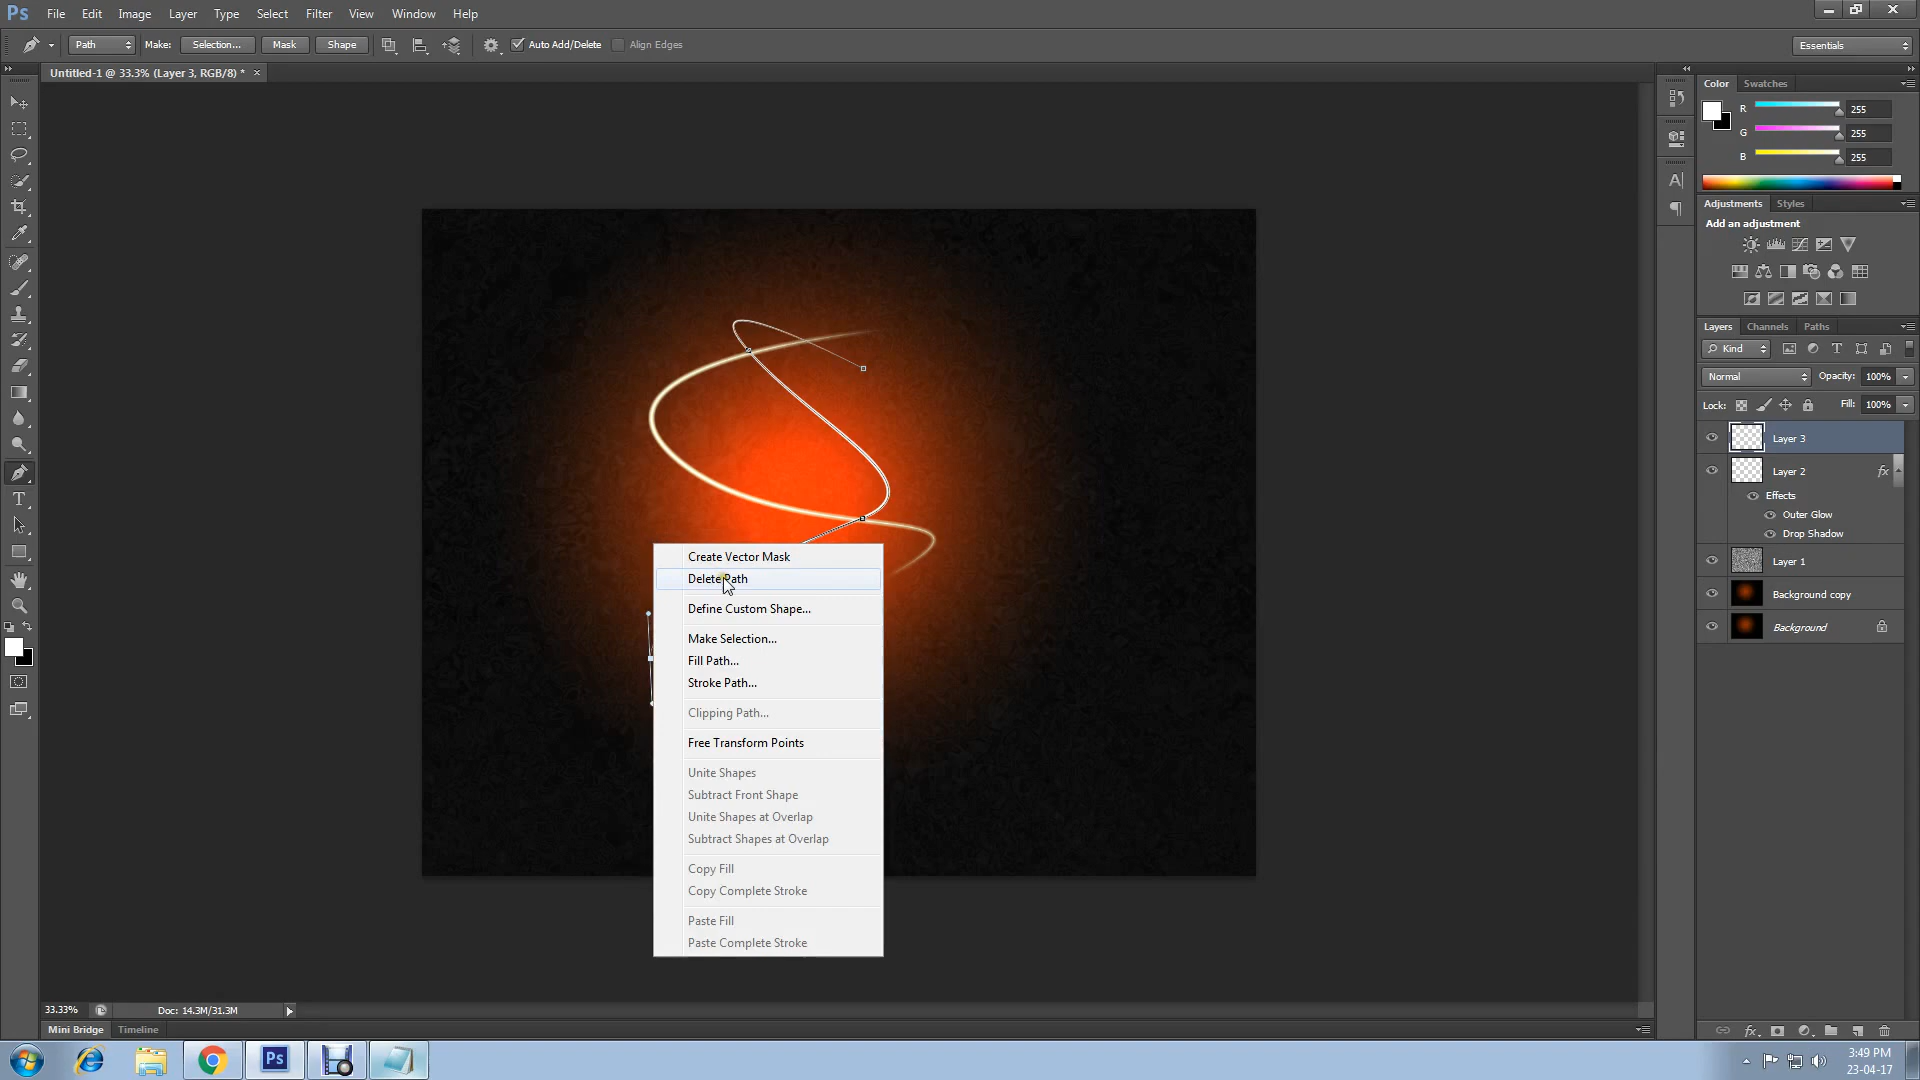 Ps File Edit Image Layer Type Select Filter View Window Help
Path Make: Selection... Mask Shape Auto Add/Delete Align Edges Essentials
Untitled-1 @ 33.3% (Layer 3, RGB/8) * ×
Color Swatches
R 255
G 255
B 255
Adjustments Styles
Add an adjustment
Layers Channels Paths
Kind
Normal Opacity: 100%
Lock: Fill: 100%
Layer 3
Layer 2 fx
Effects
Outer Glow
Drop Shadow
Layer 1
Background copy
Background
Create Vector Mask
Delete Path
Define Custom Shape...
Make Selection...
Fill Path...
Stroke Path...
Clipping Path...
Free Transform Points
Unite Shapes
Subtract Front Shape
Unite Shapes at Overlap
Subtract Shapes at Overlap
Copy Fill
Copy Complete Stroke
Paste Fill
Paste Complete Stroke
33.33% Doc: 14.3M/31.3M
Mini Bridge Timeline
Ps
3:49 PM
23-04-17